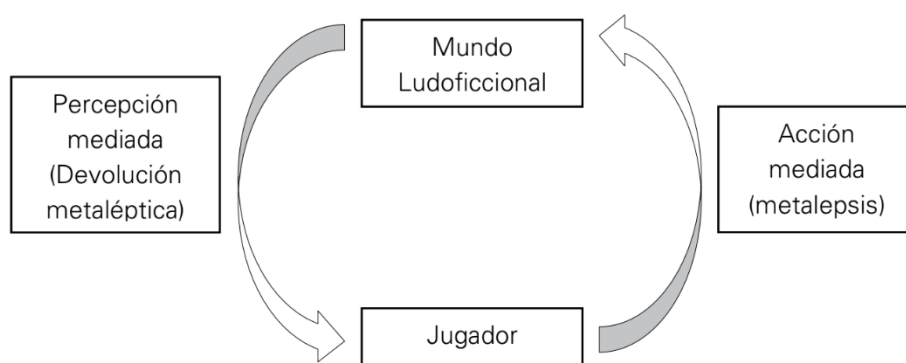 Mundo
Ludoficcional
Percepción
mediada
(Devolución
metaléptica)
Acción
mediada
(metalepsis)
Jugador